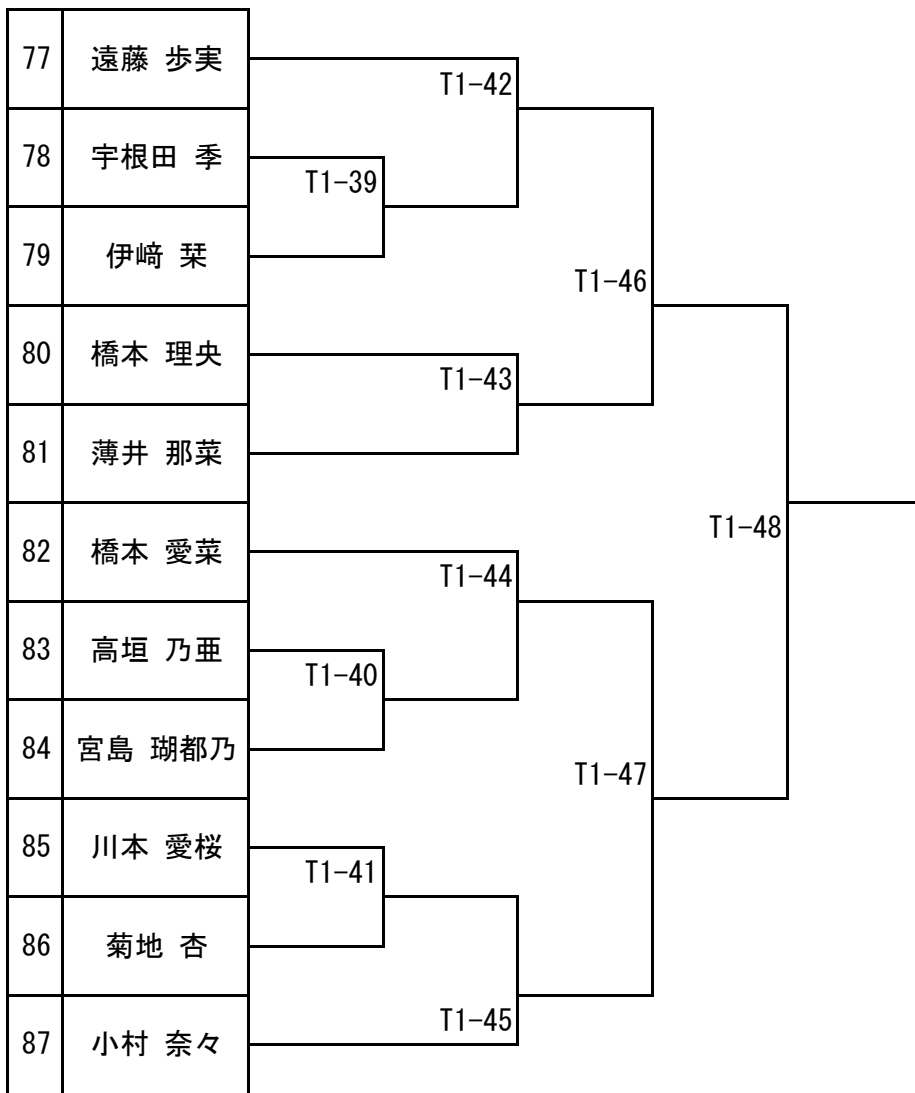 77 遠藤 歩実
T1-42
78 宇根田 季
T1-39
79 伊﨑 栞
T1-46
80 橋本 理央
T1-43
81 薄井 那菜
82 橋本 愛菜
T1-48
T1-44
83 高垣 乃亜
T1-40
84 宮島 瑚都乃
T1-47
85 川本 愛桜
T1-41
86 菊地 杏
T1-45
87 小村 奈々